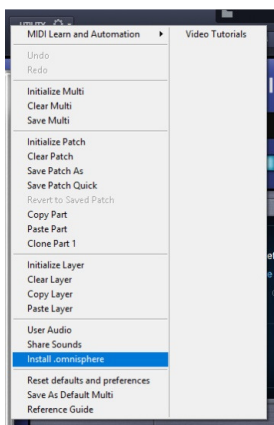 UTILITY
MIDI Learn and Automation
Video Tutorials
Undo
Redo
Initialize Multi
Clear Multi
Save Multi
Initialize Patch
Clear Patch
Save Patch As
Save Patch Quick
Revert to Saved Patch
Copy Part
Paste Part
Clone Part 1
Initialize Layer
Clear Layer
Copy Layer
Paste Layer
User Audio
Share Sounds
Install .omnisphere
Reset defaults and preferences
Save As Default Multi
Reference Guide